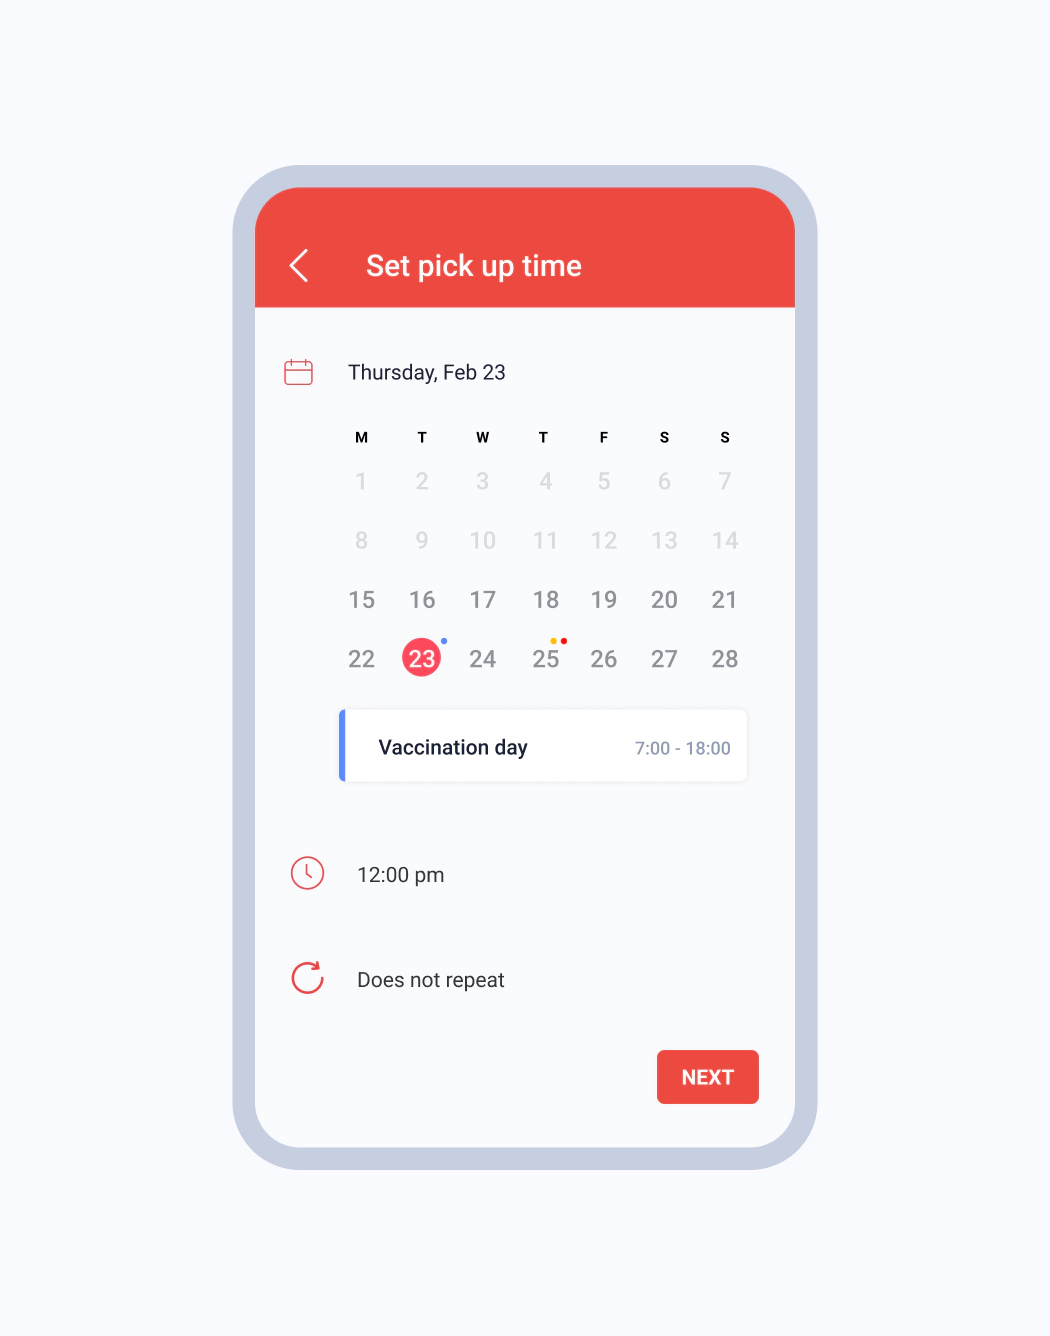 Set pick up time
Thursday, Feb 23
M T W T F S S
1 2 3 4 5 6 7
8 9 10 11 12 13 14
15 16 17 18 19 20 21
22 23 24 25 26 27 28
Vaccination day 7:00 - 18:00
12:00 pm
Does not repeat
NEXT